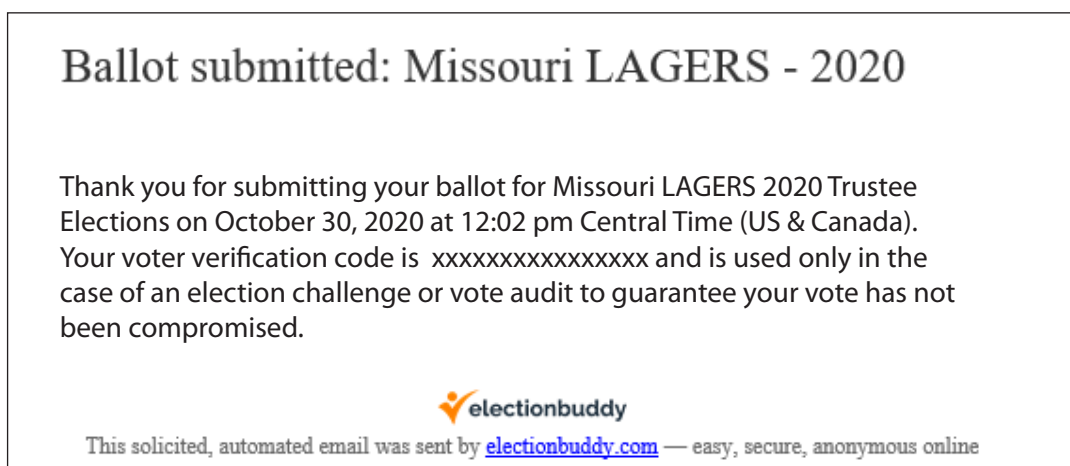 Ballot submitted: Missouri LAGERS - 2020
Thank you for submitting your ballot for Missouri LAGERS 2020 Trustee
Elections on October 30, 2020 at 12:02 pm Central Time (US & Canada).
Your voter verification code is xxxxxxxxxxxxxxxx and is used only in the
case of an election challenge or vote audit to guarantee your vote has not
been compromised.
electionbuddy
This solicited, automated email was sent by electionbuddy.com — easy, secure, anonymous online